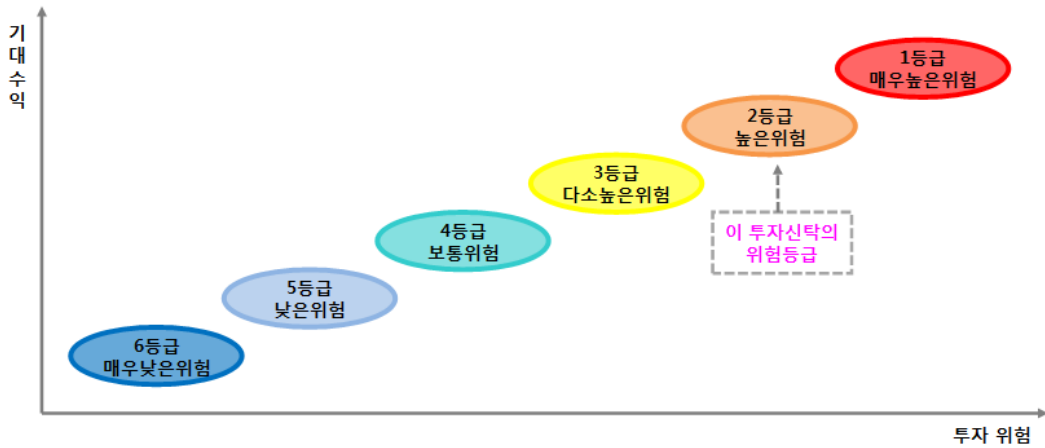 기대수익
1등급
매우높은위험
2등급
높은위험
3등급
다소높은위험
이 투자신탁의
위험등급
4등급
보통위험
5등급
낮은위험
6등급
매우낮은위험
투자 위험